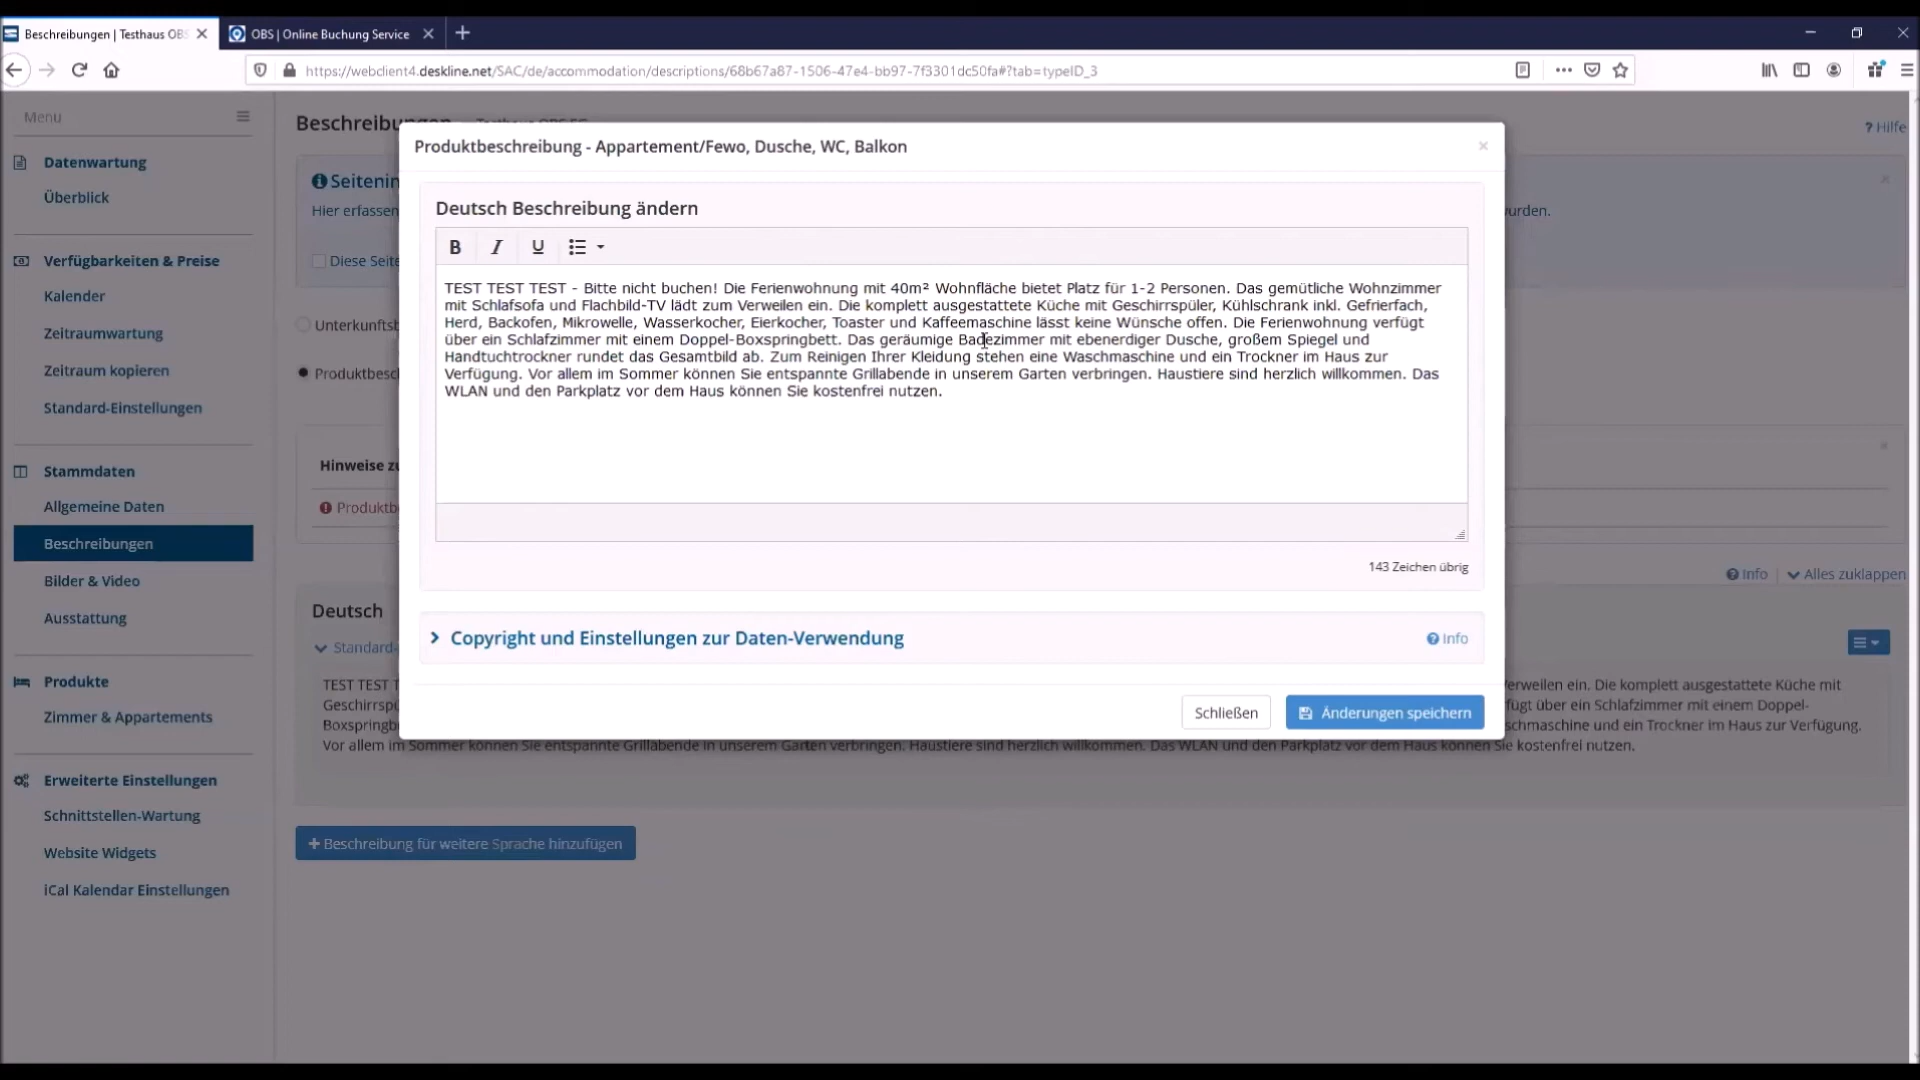 Beschreibungen | Testhaus OBS
OBS | Online Buchung Service
https://webclient4.deskline.net/SAC/de/accommodation/descriptions/68b67a87-1506-47e4-bb97-7f3301dc50fa#?tab=typeID_3
Menu
Datenwartung
Überblick
Verfügbarkeiten & Preise
Kalender
Zeitraumwartung
Zeitraum kopieren
Standard-Einstellungen
Stammdaten
Allgemeine Daten
Beschreibungen
Bilder & Video
Ausstattung
Produkte
Zimmer & Appartements
Erweiterte Einstellungen
Schnittstellen-Wartung
Website Widgets
iCal Kalendar Einstellungen
? Hilfe
Seitenin
Hier erfassen
wurden.
Diese Seite
Unterkunftsb
Produktbesc
Hinweise zu
Produktb
Info
Alles zuklappen
Produktbeschreibung - Appartement/Fewo, Dusche, WC, Balkon
Deutsch Beschreibung ändern
B I U
TEST TEST TEST - Bitte nicht buchen! Die Ferienwohnung mit 40m² Wohnfläche bietet Platz für 1-2 Personen. Das gemütliche Wohnzimmer
mit Schlafsofa und Flachbild-TV lädt zum Verweilen ein. Die komplett ausgestattete Küche mit Geschirrspüler, Kühlschrank inkl. Gefrierfach,
Herd, Backofen, Mikrowelle, Wasserkocher, Eierkocher, Toaster und Kaffeemaschine lässt keine Wünsche offen. Die Ferienwohnung verfügt
über ein Schlafzimmer mit einem Doppel-Boxspringbett. Das geräumige Badezimmer mit ebenerdiger Dusche, großem Spiegel und
Handtuchtrockner rundet das Gesamtbild ab. Zum Reinigen Ihrer Kleidung stehen eine Waschmaschine und ein Trockner im Haus zur
Verfügung. Vor allem im Sommer können Sie entspannte Grillabende in unserem Garten verbringen. Haustiere sind herzlich willkommen. Das
WLAN und den Parkplatz vor dem Haus können Sie kostenfrei nutzen.
143 Zeichen übrig
Copyright und Einstellungen zur Daten-Verwendung
Info
Schließen
Änderungen speichern
Deutsch
Standard-
TEST TEST T
erweilen ein. Die komplett ausgestattete Küche mit
Geschirrspü
fügt über ein Schlafzimmer mit einem Doppel-
Boxspringbe
schmaschine und ein Trockner im Haus zur Verfügung.
Vor allem im Sommer können Sie entspannte Grillabende in unserem Garten verbringen. Haustiere sind herzlich willkommen. Das WLAN und den Parkplatz vor dem Haus können Sie kostenfrei nutzen.
+ Beschreibung für weitere Sprache hinzufügen